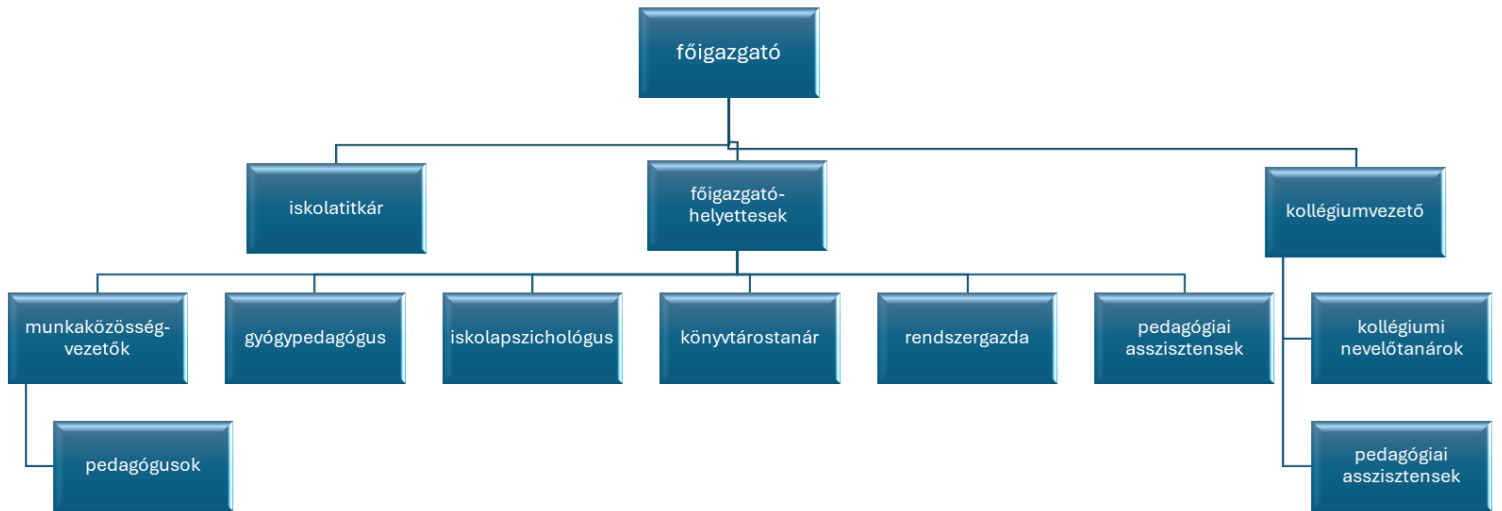 főigazgató
iskolatitkár
főigazgató-
helyettesek
kollégiumvezető
munkaközösség-
vezetők
gyógypedagógus
iskolapszichológus
könyvtárostanár
rendszergazda
pedagógiai
asszisztensek
kollégiumi
nevelőtanárok
pedagógusok
pedagógiai
asszisztensek